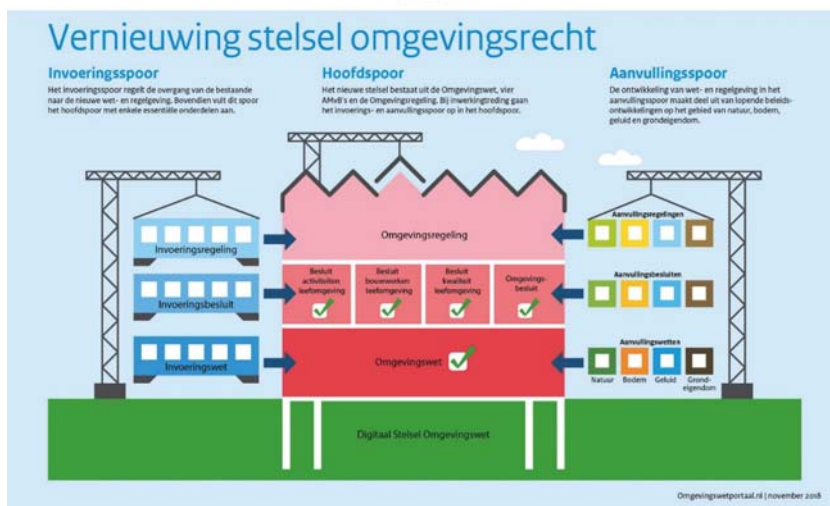 Vernieuwing stelsel omgevingsrecht
Invoeringsspoor
Het invoeringsspoor regelt de overgang van de bestaande
naar de nieuwe wet- en regelgeving. Bovendien vult dit spoor
het hoofdspoor met enkele essentiële onderdelen aan.
Hoofdspoor
Het nieuwe stelsel bestaat uit de Omgevingswet, vier
AMvB's en de Omgevingsregeling. Bij inwerkingtreding gaan
het invoerings- en aanvullingsspoor op in het hoofdspoor.
Aanvullingsspoor
De ontwikkeling van wet- en regelgeving in het
aanvullingsspoor maakt deel uit van lopende beleids-
ontwikkelingen op het gebied van natuur, bodem,
geluid en grondeigendom.
Invoeringsregeling
Invoeringsbesluit
Invoeringswet
Omgevingsregeling
Besluit
activiteiten
leefomgeving
Besluit
bouwwerken
leefomgeving
Besluit
kwaliteit
leefomgeving
Omgevings-
besluit
Omgevingswet
Digitaal Stelsel Omgevingswet
Aanvullingsregelingen
Aanvullingsbesluiten
Aanvullingswetten
Natuur
Bodem
Geluid
Grond-
eigendom
Omgevingswetportaal.nl | november 2018